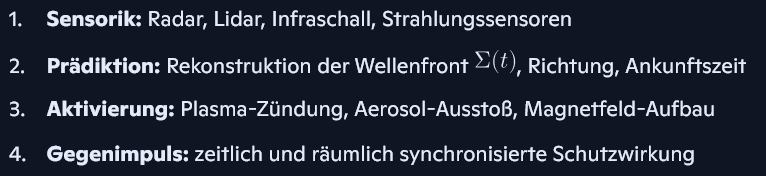 1. Sensorik: Radar, Lidar, Infraschall, Strahlungssensoren
2. Prädiktion: Rekonstruktion der Wellenfront Σ(t), Richtung, Ankunftszeit
3. Aktivierung: Plasma-Zündung, Aerosol-Ausstoß, Magnetfeld-Aufbau
4. Gegenimpuls: zeitlich und räumlich synchronisierte Schutzwirkung